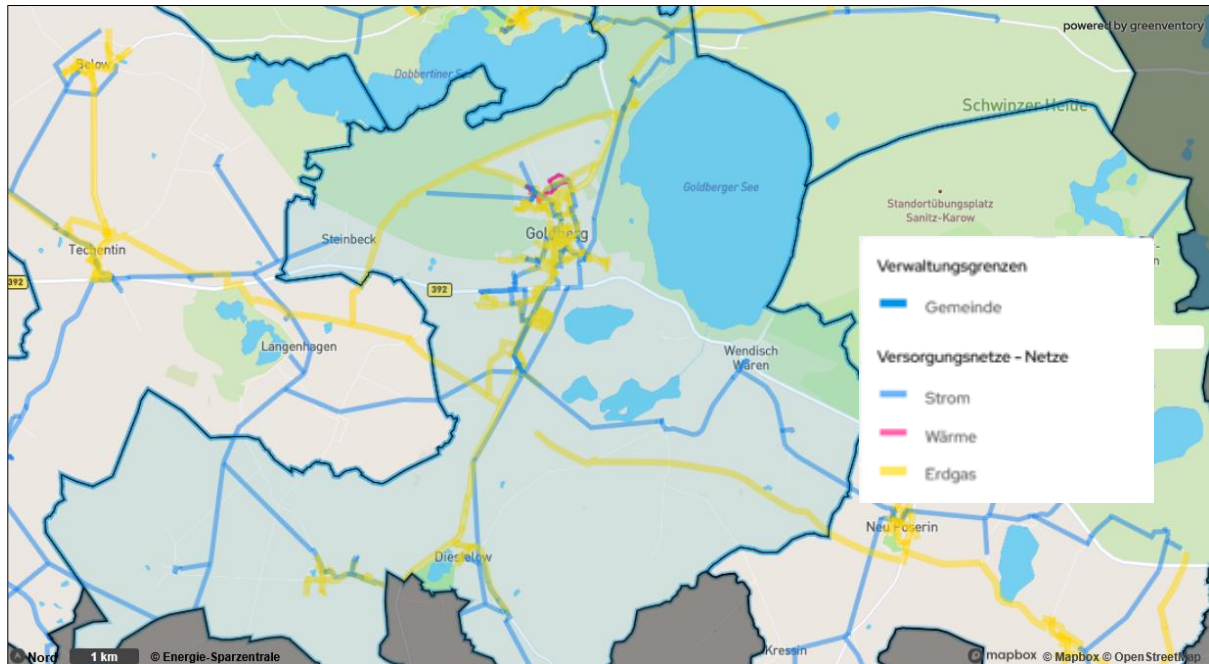 powered by greenventory
Below
Dobbertiner See
Schwinzer Heide
Goldberger See
Standortübungsplatz
Sanitz-Karow
Goldberg
Steinbeck
Techentin
392
392
Langenhagen
Wendisch
Waren
Verwaltungsgrenzen
Gemeinde
Versorgungsnetze - Netze
Strom
Wärme
Erdgas
Neu Poserin
Diestelow
Kressin
Nord
1 km
© Energie-Sparzentrale
mapbox © Mapbox © OpenStreetMap